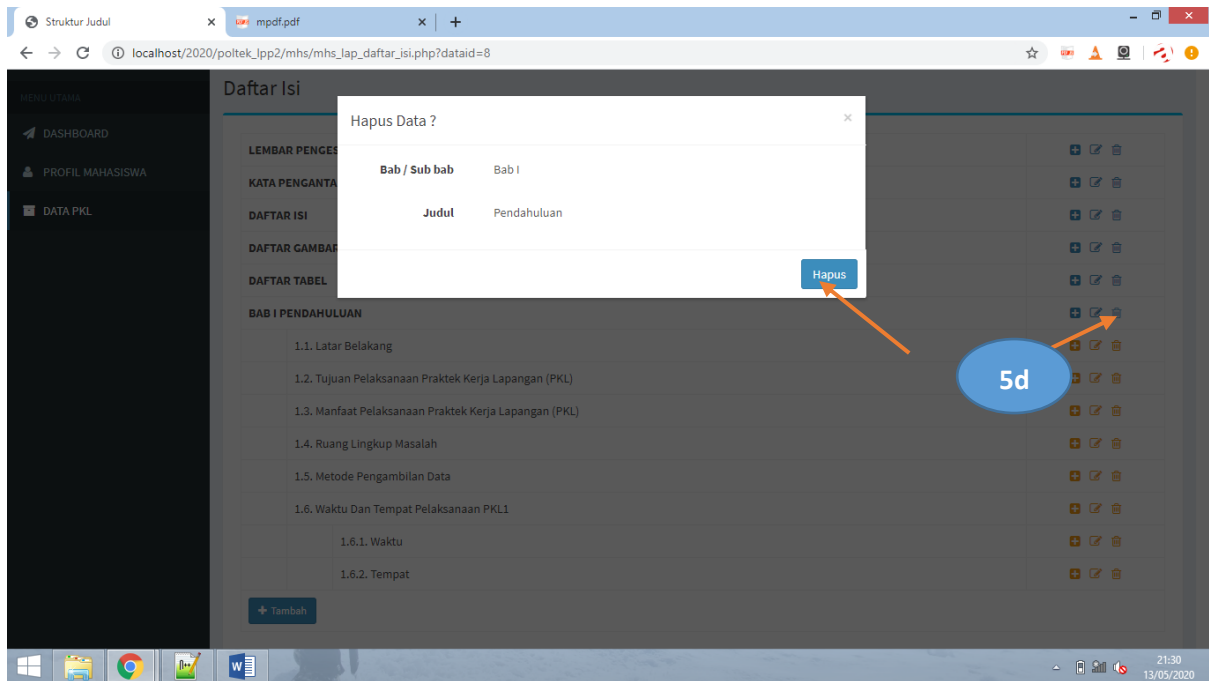 Struktur Judul
mpdf.pdf
localhost/2020/poltek_lpp2/mhs/mhs_lap_daftar_isi.php?dataid=8
MENU UTAMA
DASHBOARD
PROFIL MAHASISWA
DATA PKL
Daftar Isi
Hapus Data ?
Bab / Sub bab Bab I
Judul Pendahuluan
Hapus
LEMBAR PENGES
KATA PENGANTA
DAFTAR ISI
DAFTAR GAMBAR
DAFTAR TABEL
BAB I PENDAHULUAN
1.1. Latar Belakang
1.2. Tujuan Pelaksanaan Praktek Kerja Lapangan (PKL)
5d
1.3. Manfaat Pelaksanaan Praktek Kerja Lapangan (PKL)
1.4. Ruang Lingkup Masalah
1.5. Metode Pengambilan Data
1.6. Waktu Dan Tempat Pelaksanaan PKL1
1.6.1. Waktu
1.6.2. Tempat
+ Tambah
21:30
13/05/2020